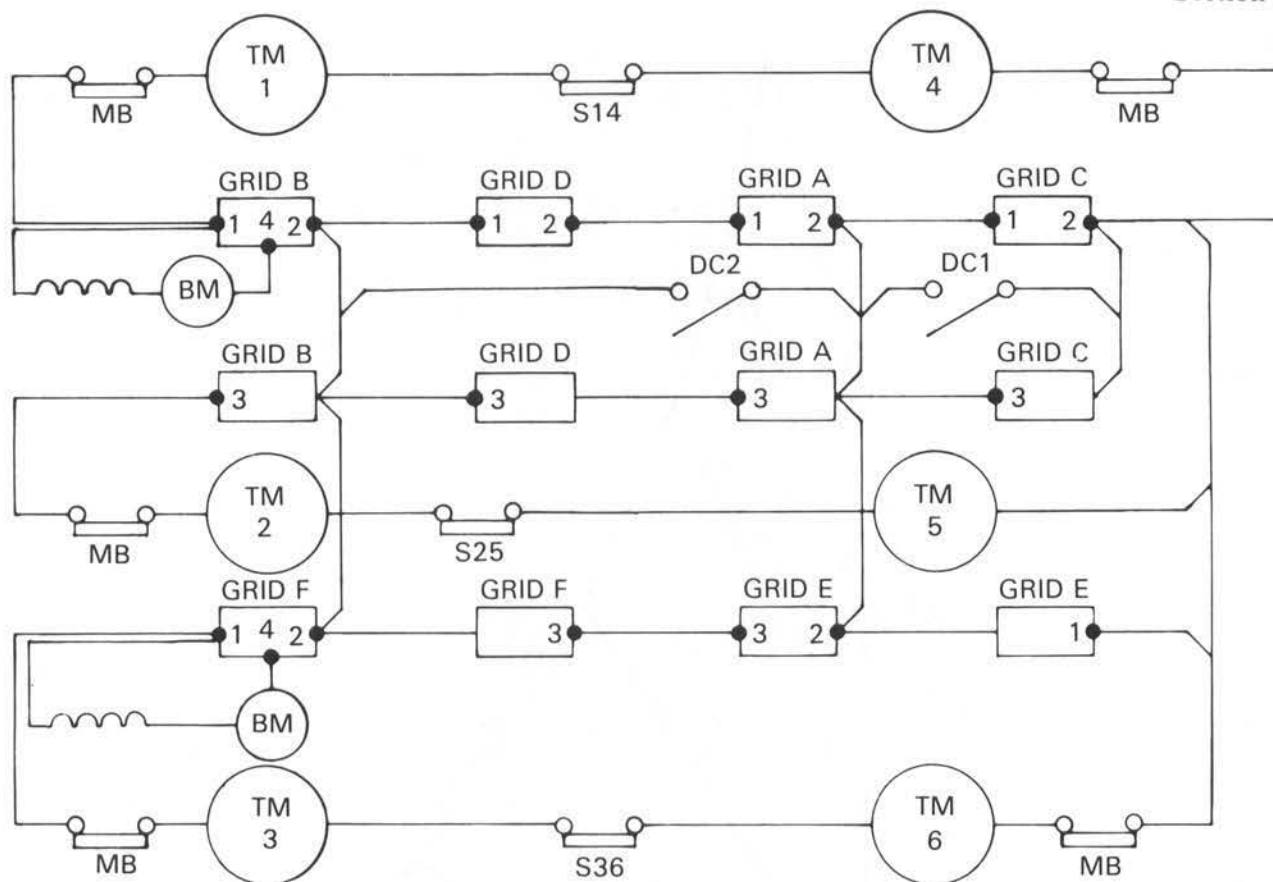 TM
1
TM
4
MB
S14
MB
GRID B
GRID D
GRID A
GRID C
1 4 2
1 2
1 2
1 2
DC2
DC1
BM
GRID B
GRID D
GRID A
GRID C
3
3
3
3
TM
2
TM
5
MB
S25
GRID F
GRID F
GRID E
GRID E
1 4 2
3
3 2
1
BM
TM
3
TM
6
MB
S36
MB